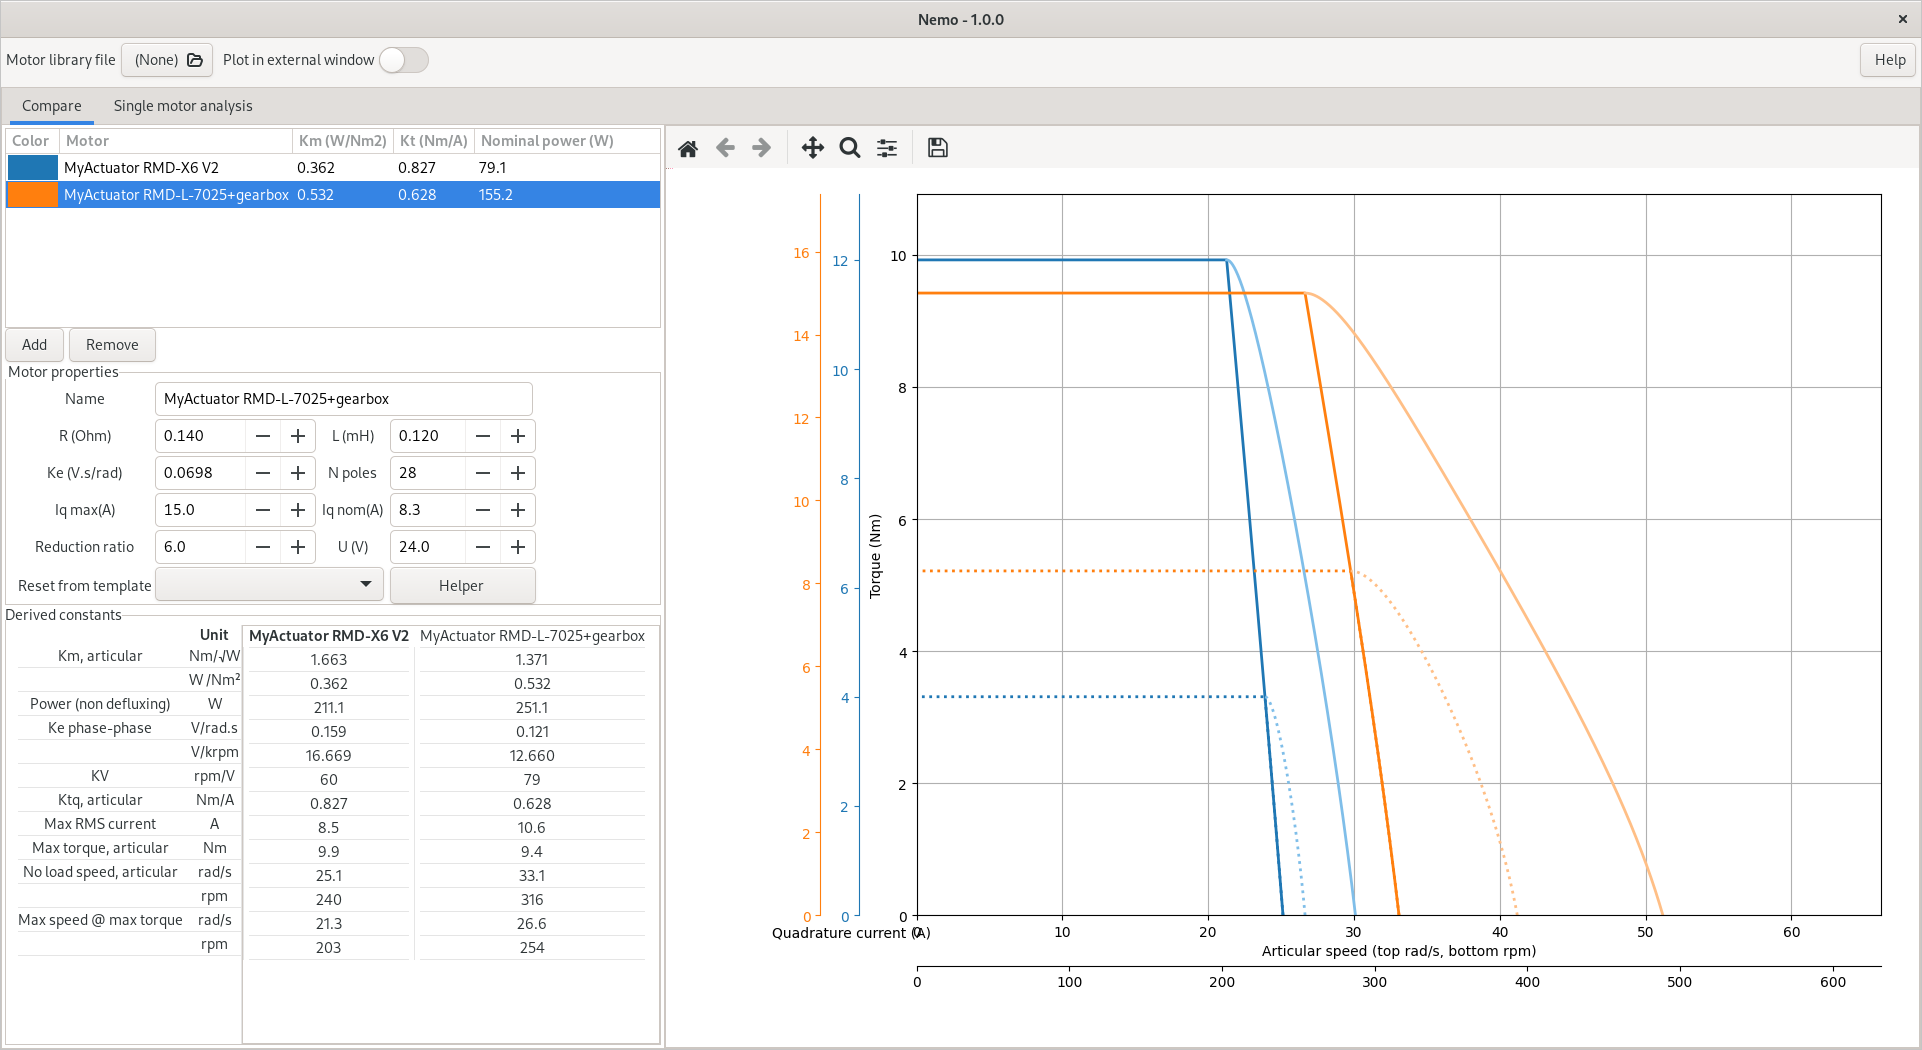 Nemo - 1.0.0
Motor library file (None) Plot in external window Help
Compare Single motor analysis
Color Motor Km (W/Nm2) Kt (Nm/A) Nominal power (W)
MyActuator RMD-X6 V2 0.362 0.827 79.1
MyActuator RMD-L-7025+gearbox 0.532 0.628 155.2
Add Remove
Motor properties
Name MyActuator RMD-L-7025+gearbox
R (Ohm) 0.140 L (mH) 0.120
Ke (V.s/rad) 0.0698 N poles 28
Iq max(A) 15.0 Iq nom(A) 8.3
Reduction ratio 6.0 U (V) 24.0
Reset from template Helper
Derived constants
Unit MyActuator RMD-X6 V2 MyActuator RMD-L-7025+gearbox
Km, articular Nm/√W 1.663 1.371
W/Nm² 0.362 0.532
Power (non defluxing) W 211.1 251.1
Ke phase-phase V/rad.s 0.159 0.121
V/krpm 16.669 12.660
KV rpm/V 60 79
Ktq, articular Nm/A 0.827 0.628
Max RMS current A 8.5 10.6
Max torque, articular Nm 9.9 9.4
No load speed, articular rad/s 25.1 33.1
rpm 240 316
Max speed @ max torque rad/s 21.3 26.6
rpm 203 254
16
14
12
10
8
6
4
2
0
12
10
8
6
4
2
0
Torque (Nm)
10
8
6
4
2
0
Quadrature current (A)
0 10 20 30 40 50 60
Articular speed (top rad/s, bottom rpm)
0 100 200 300 400 500 600